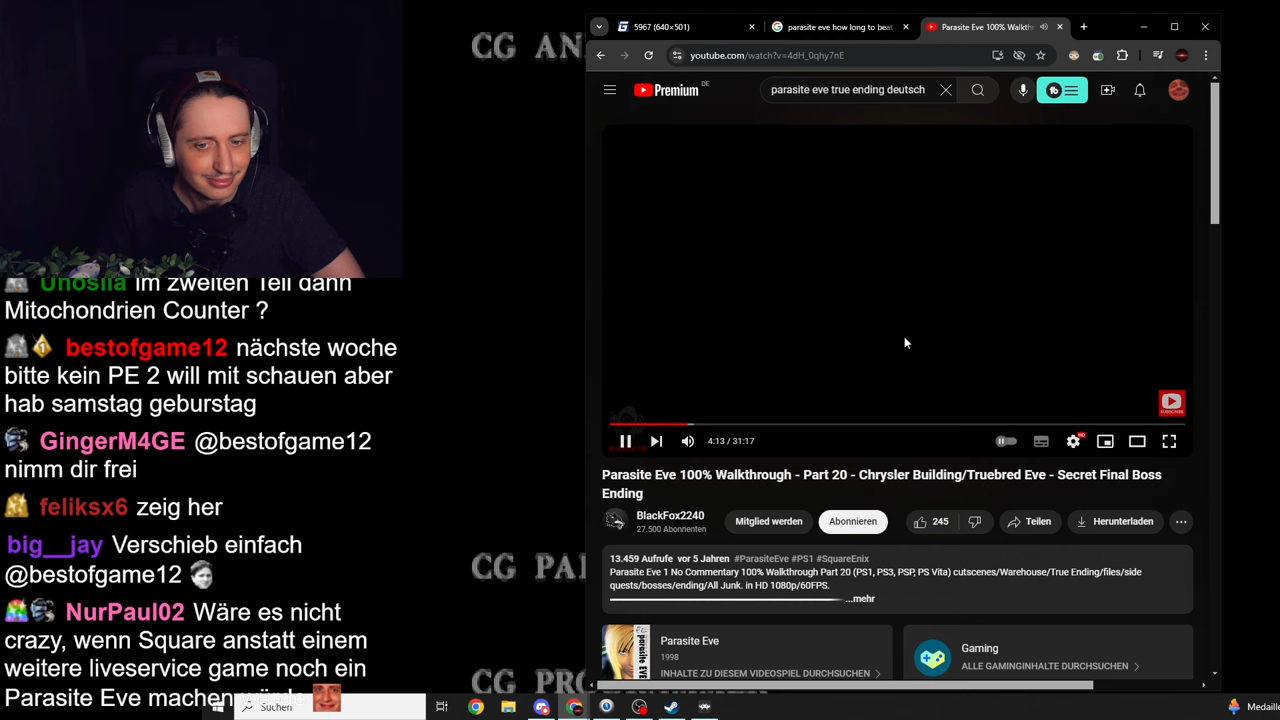 CG AN
5967 (640×501)
parasite eve how long to beat
Parasite Eve 100% Walkth
youtube.com/watch?v=4dH_0qhy7nE
Premium DE
parasite eve true ending deutsch
Unosila im zweiten Teil dann
Mitochondrien Counter ?
bestofgame12 nächste woche
bitte kein PE 2 will mit schauen aber
hab samstag geburstag
GingerM4GE @bestofgame12
nimm dir frei
feliksx6 zeig her
big__jay Verschieb einfach
@bestofgame12
NurPaul02 Wäre es nicht
crazy, wenn Square anstatt einem
weitere liveservice game noch ein
Parasite Eve machen würde
SUBSCRIBE
4:13 / 31:17
HD
Parasite Eve 100% Walkthrough - Part 20 - Chrysler Building/Truebred Eve - Secret Final Boss
Ending
BlackFox2240
27.500 Abonnenten
Mitglied werden
Abonnieren
245
Teilen
Herunterladen
CG PA
13.459 Aufrufe vor 5 Jahren #ParasiteEve #PS1 #SquareEnix
Parasite Eve 1 No Commentary 100% Walkthrough Part 20 (PS1, PS3, PSP, PS Vita) cutscenes/Warehouse/True Ending/files/side
quests/bosses/ending/All Junk. in HD 1080p/60FPS.
...mehr
Parasite Eve
1998
INHALTE ZU DIESEM VIDEOSPIEL DURCHSUCHEN
Gaming
ALLE GAMINGINHALTE DURCHSUCHEN
CG PRO
Suchen
Medaille